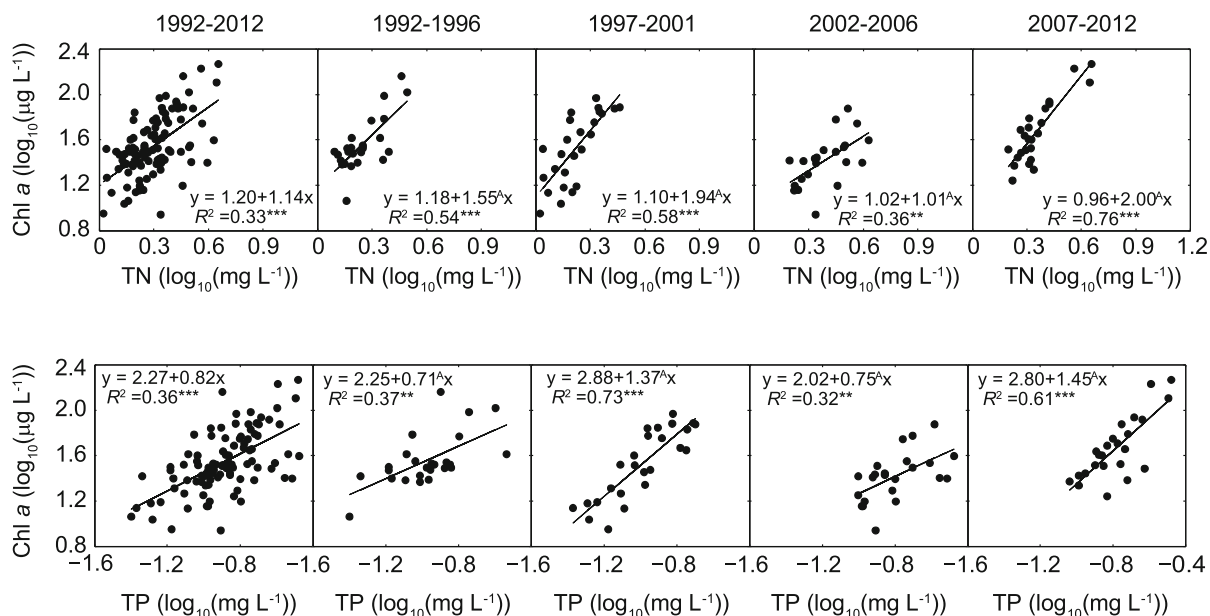 1992-2012 1992-1996 1997-2001 2002-2006 2007-2012
Chl a (log₁₀(µg L⁻¹))
2.4
2.0
1.6
1.2
0.8
y = 1.20+1.14x
R² =0.33***
y = 1.18+1.55ᴬx
R² =0.54***
y = 1.10+1.94ᴬx
R² =0.58***
y = 1.02+1.01ᴬx
R² =0.36**
y = 0.96+2.00ᴬx
R² =0.76***
0 0.3 0.6 0.9 0 0.3 0.6 0.9 0 0.3 0.6 0.9 0 0.3 0.6 0.9 0 0.3 0.6 0.9 1.2
TN (log₁₀(mg L⁻¹)) TN (log₁₀(mg L⁻¹)) TN (log₁₀(mg L⁻¹)) TN (log₁₀(mg L⁻¹)) TN (log₁₀(mg L⁻¹))
Chl a (log₁₀(µg L⁻¹))
2.4
2.0
1.6
1.2
0.8
y = 2.27+0.82x
R² =0.36***
y = 2.25+0.71ᴬx
R² =0.37**
y = 2.88+1.37ᴬx
R² =0.73***
y = 2.02+0.75ᴬx
R² =0.32**
y = 2.80+1.45ᴬx
R² =0.61***
−1.6 −1.2 −0.8 −1.6 −1.2 −0.8 −1.6 −1.2 −0.8 −1.6 −1.2 −0.8 −1.6 −1.2 −0.8 −0.4
TP (log₁₀(mg L⁻¹)) TP (log₁₀(mg L⁻¹)) TP (log₁₀(mg L⁻¹)) TP (log₁₀(mg L⁻¹)) TP (log₁₀(mg L⁻¹))